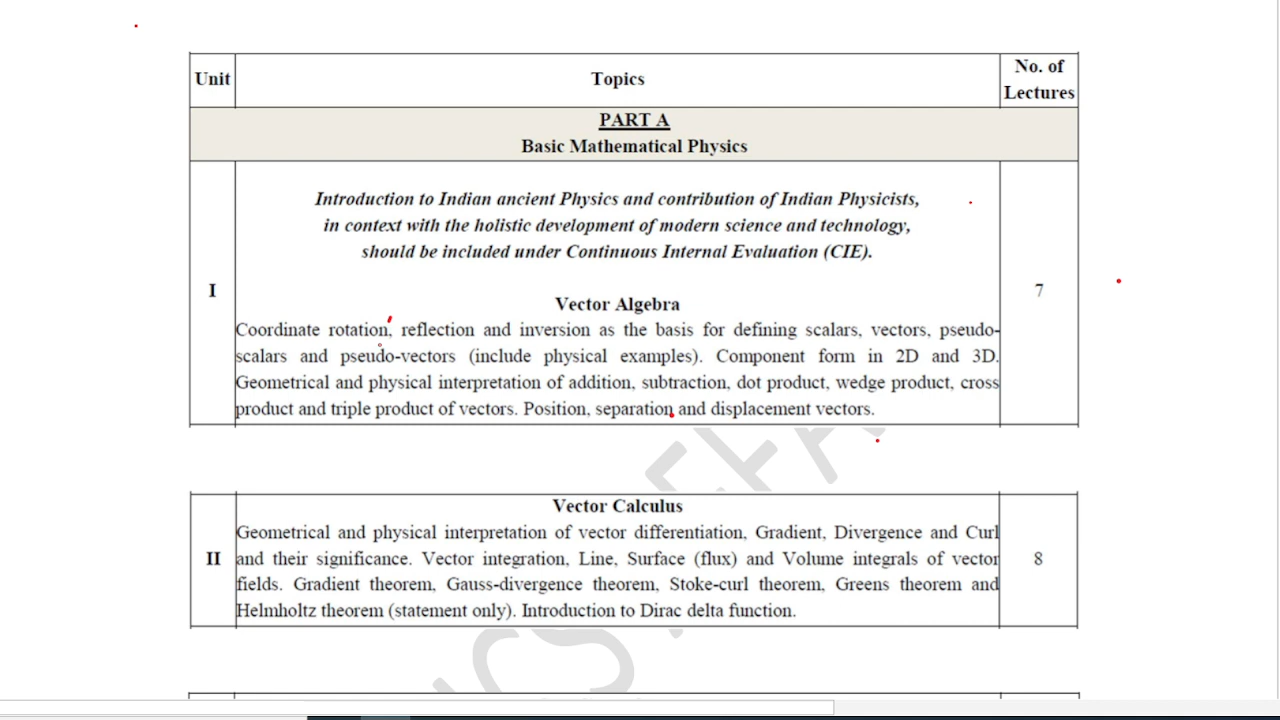 Unit
Topics
No. of
Lectures
PART A
Basic Mathematical Physics
I
Introduction to Indian ancient Physics and contribution of Indian Physicists,
in context with the holistic development of modern science and technology,
should be included under Continuous Internal Evaluation (CIE).
Vector Algebra
Coordinate rotation, reflection and inversion as the basis for defining scalars, vectors, pseudo-
scalars and pseudo-vectors (include physical examples). Component form in 2D and 3D.
Geometrical and physical interpretation of addition, subtraction, dot product, wedge product, cross
product and triple product of vectors. Position, separation and displacement vectors.
7
II
Vector Calculus
Geometrical and physical interpretation of vector differentiation, Gradient, Divergence and Curl
and their significance. Vector integration, Line, Surface (flux) and Volume integrals of vector
fields. Gradient theorem, Gauss-divergence theorem, Stoke-curl theorem, Greens theorem and
Helmholtz theorem (statement only). Introduction to Dirac delta function.
8